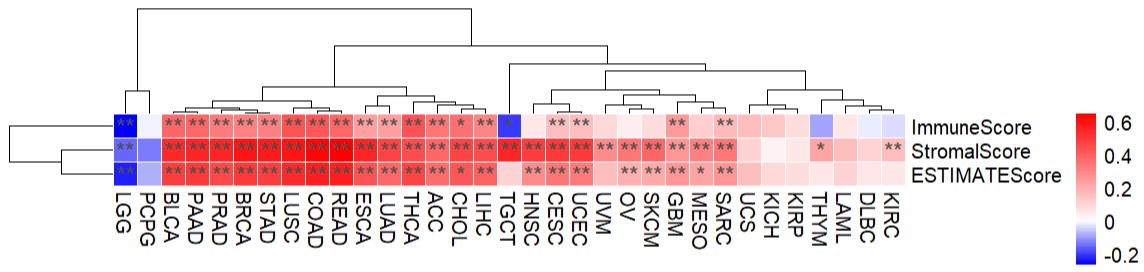 ** ** ** ** ** ** ** ** ** ** ** ** ** * ** * ** ** ** ** ImmuneScore
** ** ** ** ** ** ** ** ** ** ** ** ** ** ** ** ** ** ** ** ** ** ** ** ** * ** StromalScore
** ** ** ** ** ** ** ** ** ** ** ** ** * ** ** ** ** ** ** ** * ** ESTIMATEScore
LGG
PCPG
BLCA
PAAD
PRAD
BRCA
STAD
LUSC
COAD
READ
ESCA
LUAD
THCA
ACC
CHOL
LIHC
TGCT
HNSC
CESC
UCEC
UVM
OV
SKCM
GBM
MESO
SARC
UCS
KICH
KIRP
THYM
LAML
DLBC
KIRC
0.6
0.4
0.2
0
-0.2